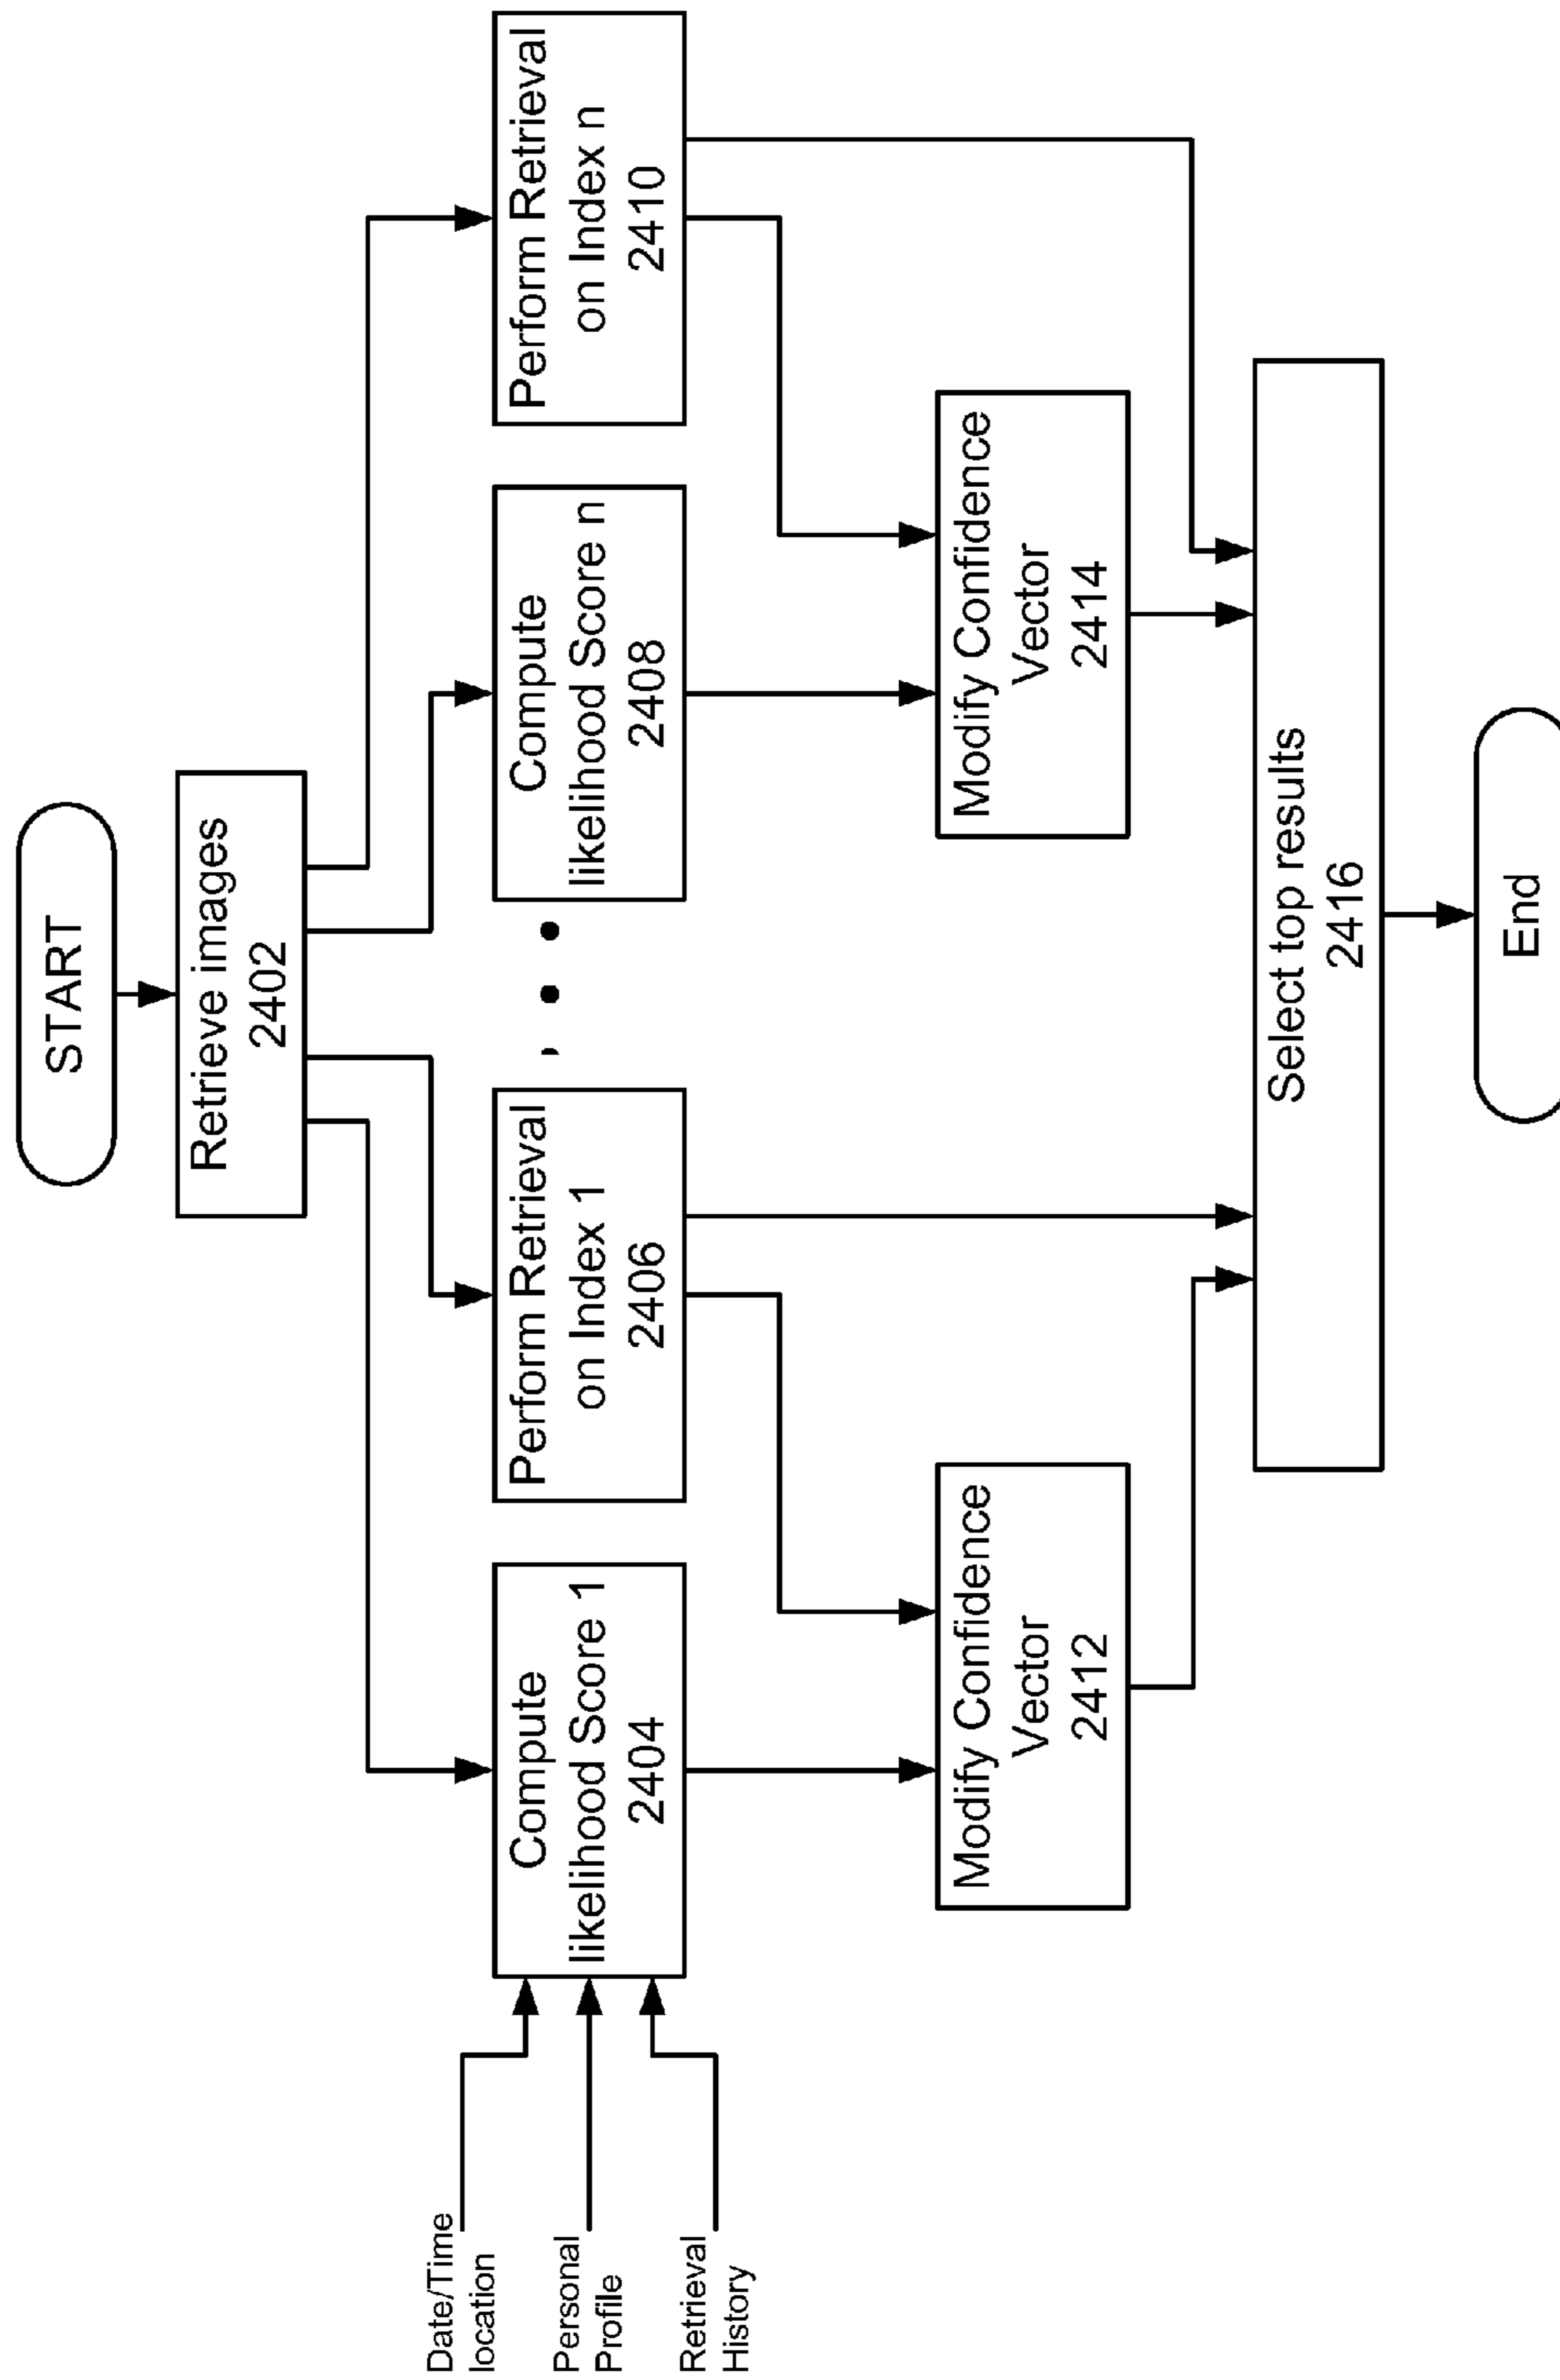 START
Retrieve images
2402
Date/Time
location
Personal
Profile
Retrieval
History
Compute
likelihood Score 1
2404
Perform Retrieval
on Index 1
2406
Compute
likelihood Score n
2408
Perform Retrieval
on Index n
2410
Modify Confidence
Vector
2412
Modify Confidence
Vector
2414
Select top results
2416
End